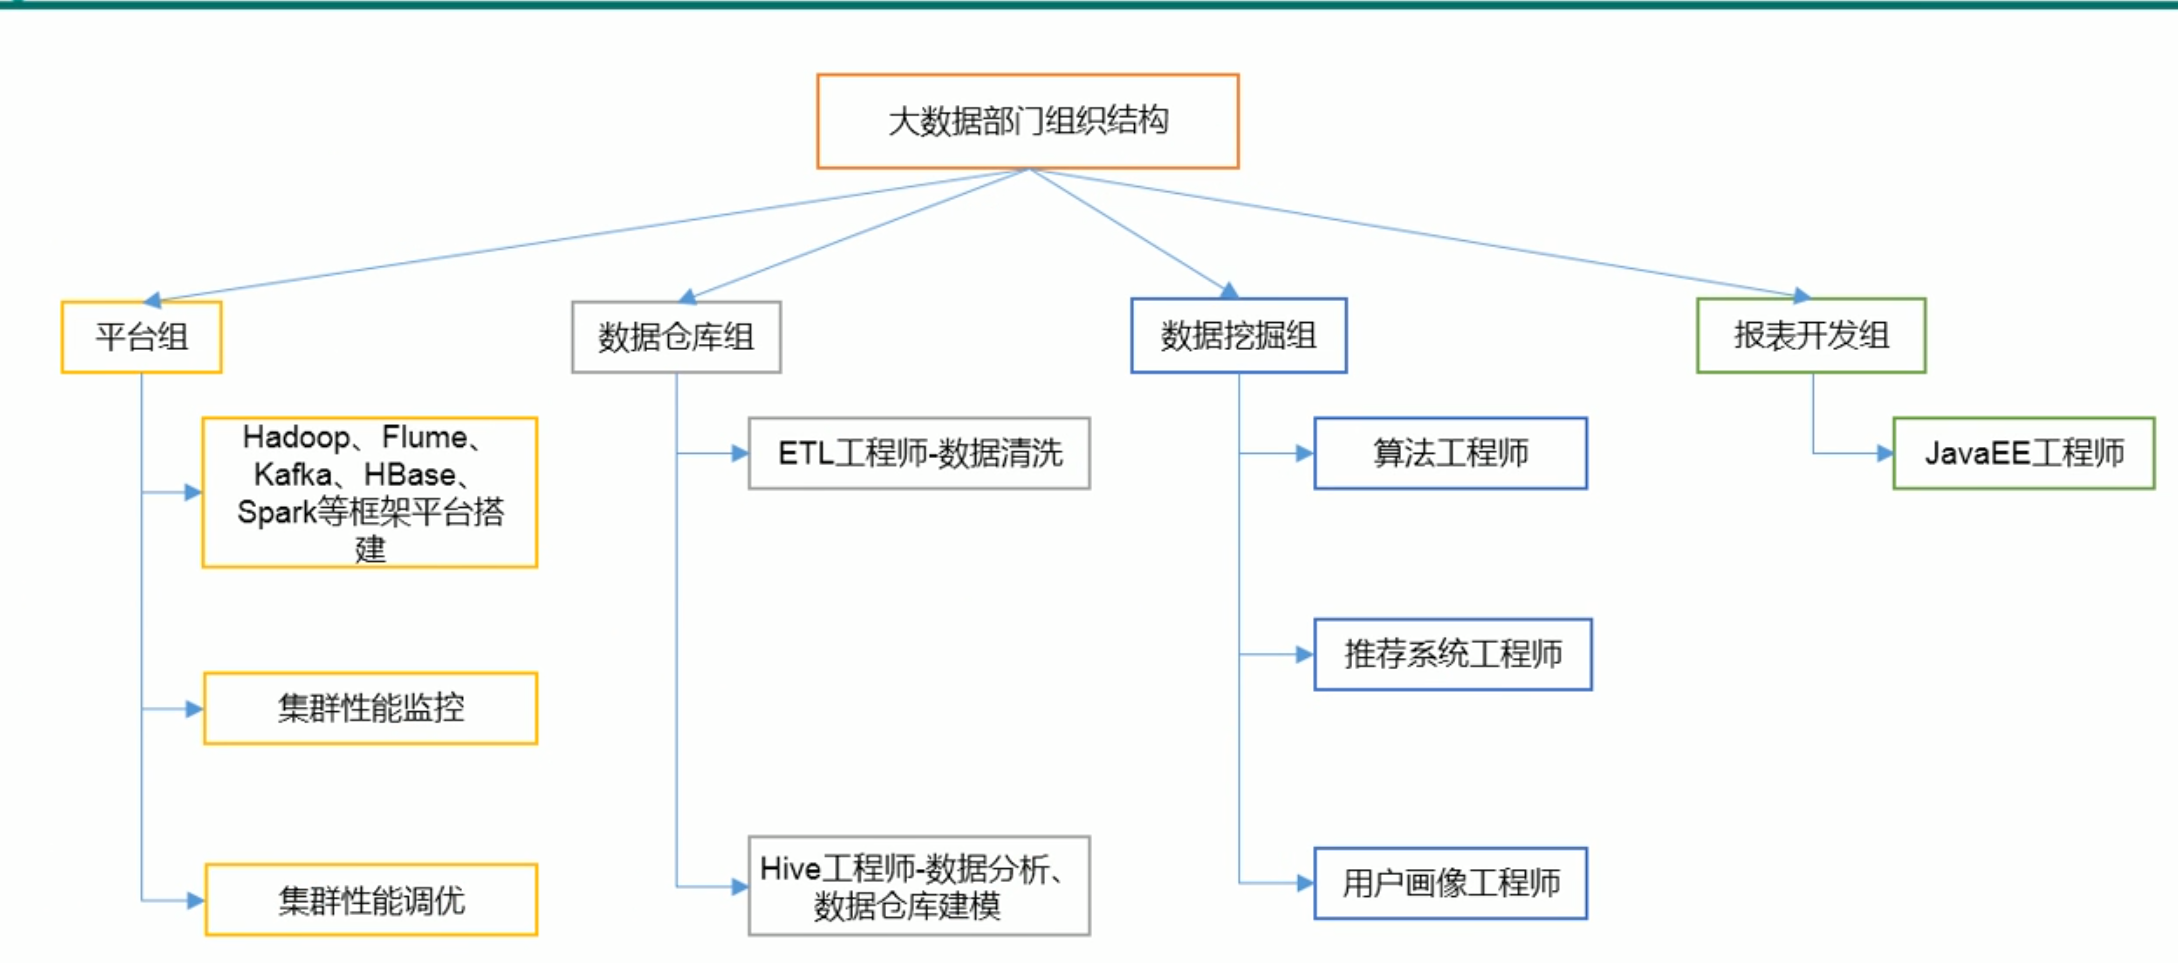 大数据部门组织结构
平台组
数据仓库组
数据挖掘组
报表开发组
Hadoop、Flume、
Kafka、HBase、
Spark等框架平台搭
建
ETL工程师-数据清洗
算法工程师
JavaEE工程师
推荐系统工程师
集群性能监控
Hive工程师-数据分析、
数据仓库建模
用户画像工程师
集群性能调优